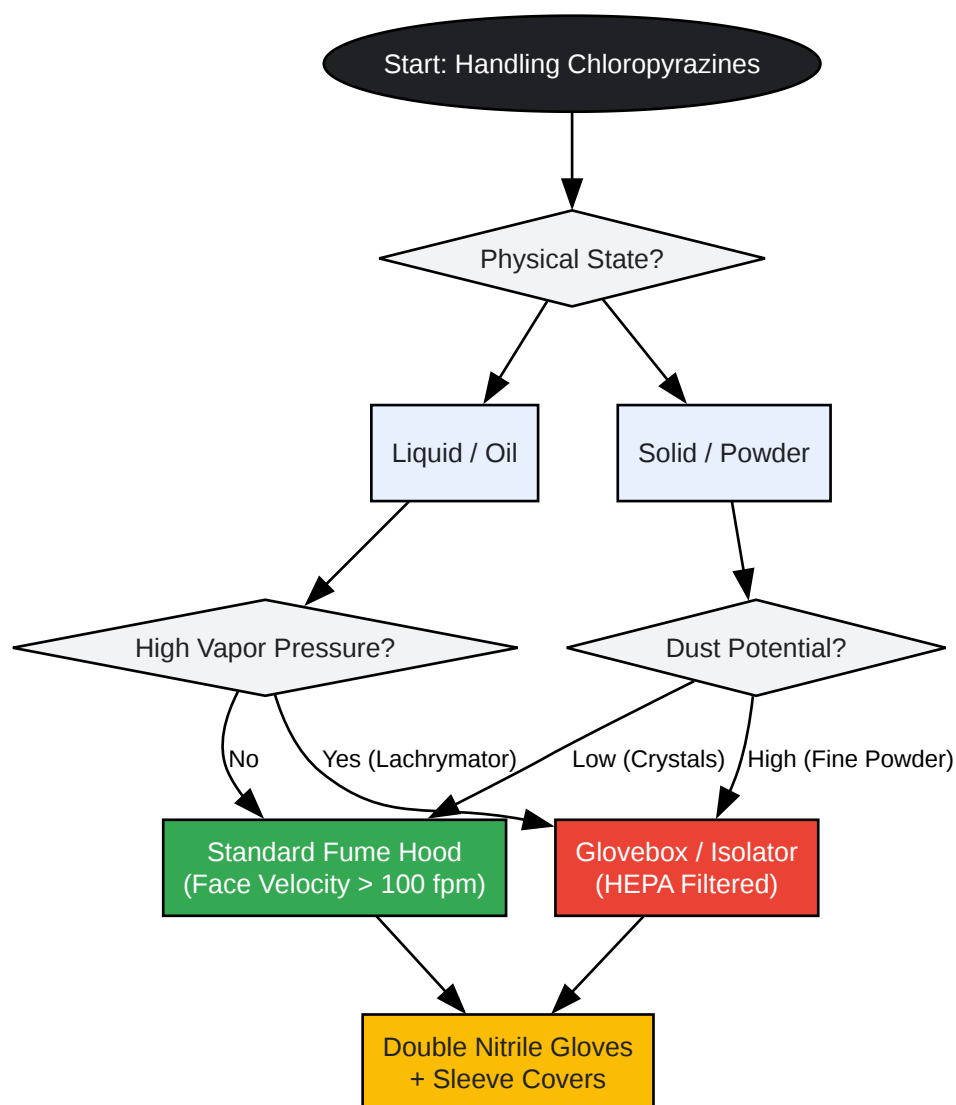 Start: Handling Chloropyrazines
Physical State?
Liquid / Oil
Solid / Powder
High Vapor Pressure?
Dust Potential?
No
Yes (Lachrymator)
Low (Crystals)
High (Fine Powder)
Standard Fume Hood
(Face Velocity > 100 fpm)
Glovebox / Isolator
(HEPA Filtered)
Double Nitrile Gloves
+ Sleeve Covers